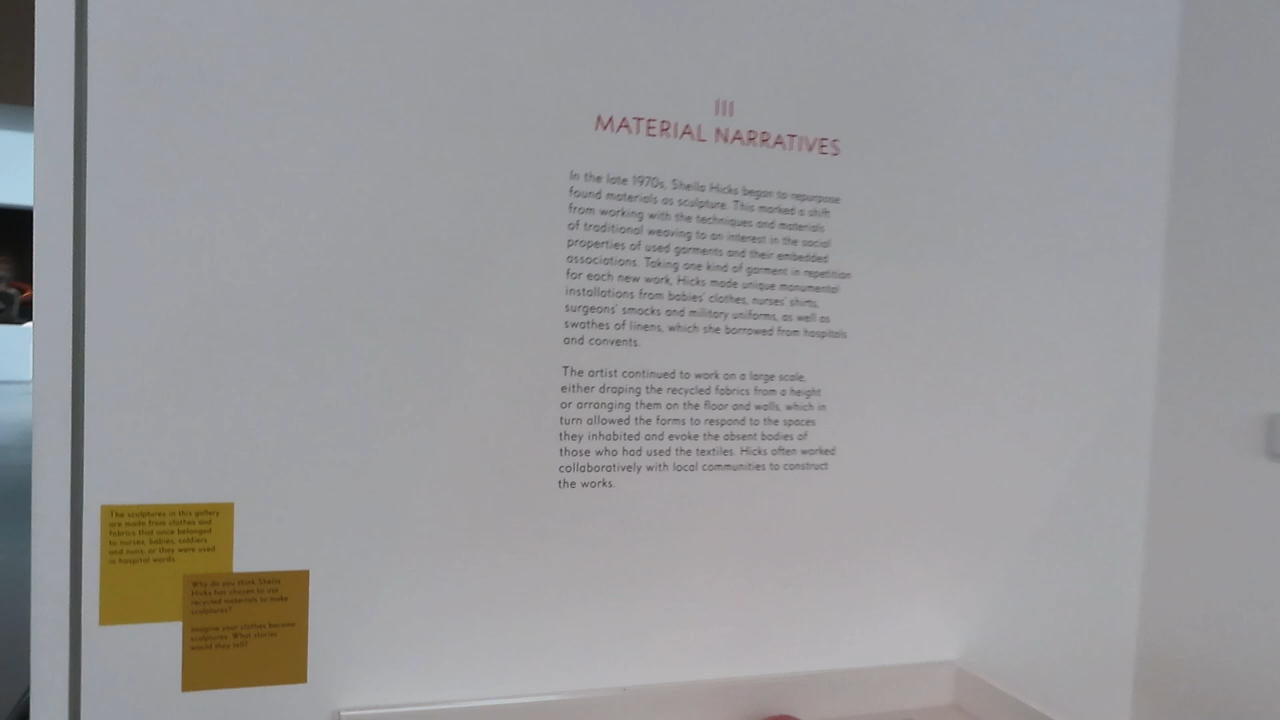 III
MATERIAL NARRATIVES
In the late 1970s, Sheila Hicks began to repurpose
found materials as sculpture. This marked a shift
from working with the techniques and materials
of traditional weaving to an interest in the social
properties of used garments and their embedded
associations. Taking one kind of garment in repetition
for each new work, Hicks made unique monumental
installations from babies' clothes, nurses' shirts,
surgeons' smocks and military uniforms, as well as
swathes of linens, which she borrowed from hospitals
and convents.
The artist continued to work on a large scale,
either draping the recycled fabrics from a height
or arranging them on the floor and walls, which in
turn allowed the forms to respond to the spaces
they inhabited and evoke the absent bodies of
those who had used the textiles. Hicks often worked
collaboratively with local communities to construct
the works.
The sculptures in this gallery
are made from clothes and
fabrics that once belonged
to nurses, babies, soldiers
and nuns, or they were used
in hospital wards.
Why do you think Sheila
Hicks has chosen to use
recycled materials to make
sculptures?
Imagine your clothes became
sculptures. What stories
would they tell?